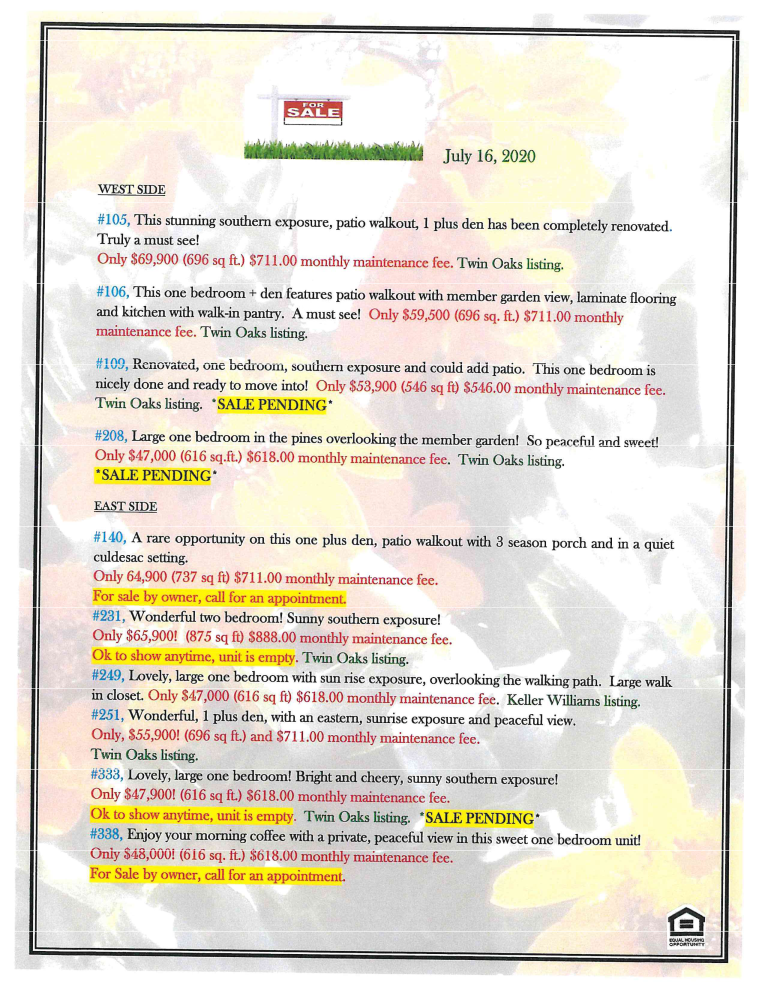 FOR
SALE
July 16, 2020
WEST SIDE
#105, This stunning southern exposure, patio walkout, 1 plus den has been completely renovated.
Truly a must see!
Only $69,900 (696 sq ft.) $711.00 monthly maintenance fee. Twin Oaks listing.
#106, This one bedroom + den features patio walkout with member garden view, laminate flooring
and kitchen with walk-in pantry. A must see! Only $59,500 (696 sq. ft.) $711.00 monthly
maintenance fee. Twin Oaks listing.
#109, Renovated, one bedroom, southern exposure and could add patio. This one bedroom is
nicely done and ready to move into! Only $53,900 (546 sq ft) $546.00 monthly maintenance fee.
Twin Oaks listing. *SALE PENDING*
#208, Large one bedroom in the pines overlooking the member garden! So peaceful and sweet!
Only $47,000 (616 sq.ft.) $618.00 monthly maintenance fee. Twin Oaks listing.
*SALE PENDING*
EAST SIDE
#140, A rare opportunity on this one plus den, patio walkout with 3 season porch and in a quiet
culdesac setting.
Only 64,900 (737 sq ft) $711.00 monthly maintenance fee.
For sale by owner, call for an appointment.
#231, Wonderful two bedroom! Sunny southern exposure!
Only $65,900! (875 sq ft) $888.00 monthly maintenance fee.
Ok to show anytime, unit is empty. Twin Oaks listing.
#249, Lovely, large one bedroom with sun rise exposure, overlooking the walking path. Large walk
in closet. Only $47,000 (616 sq ft) $618.00 monthly maintenance fee. Keller Williams listing.
#251, Wonderful, 1 plus den, with an eastern, sunrise exposure and peaceful view.
Only, $55,900! (696 sq ft.) and $711.00 monthly maintenance fee.
Twin Oaks listing.
#333, Lovely, large one bedroom! Bright and cheery, sunny southern exposure!
Only $47,900! (616 sq ft.) $618.00 monthly maintenance fee.
Ok to show anytime, unit is empty. Twin Oaks listing. *SALE PENDING*
#338, Enjoy your morning coffee with a private, peaceful view in this sweet one bedroom unit!
Only $48,000! (616 sq. ft.) $618.00 monthly maintenance fee.
For Sale by owner, call for an appointment.
EQUAL HOUSING
OPPORTUNITY